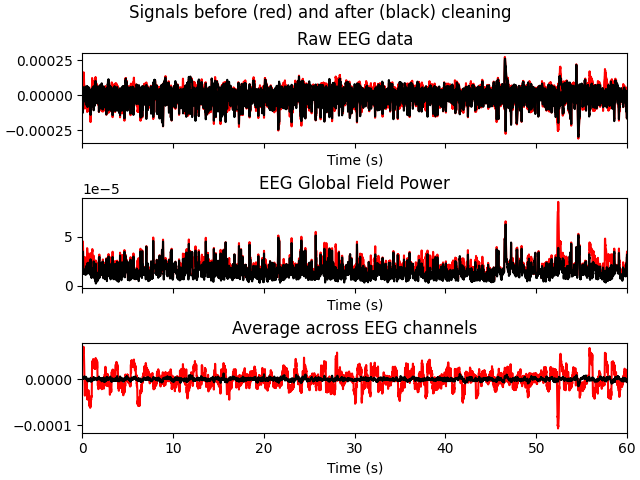 Signals before (red) and after (black) cleaning
Raw EEG data
0.00025
0.00000
−0.00025
Time (s)
EEG Global Field Power
1e−5
5
0
Time (s)
Average across EEG channels
0.0000
−0.0001
0 10 20 30 40 50 60
Time (s)